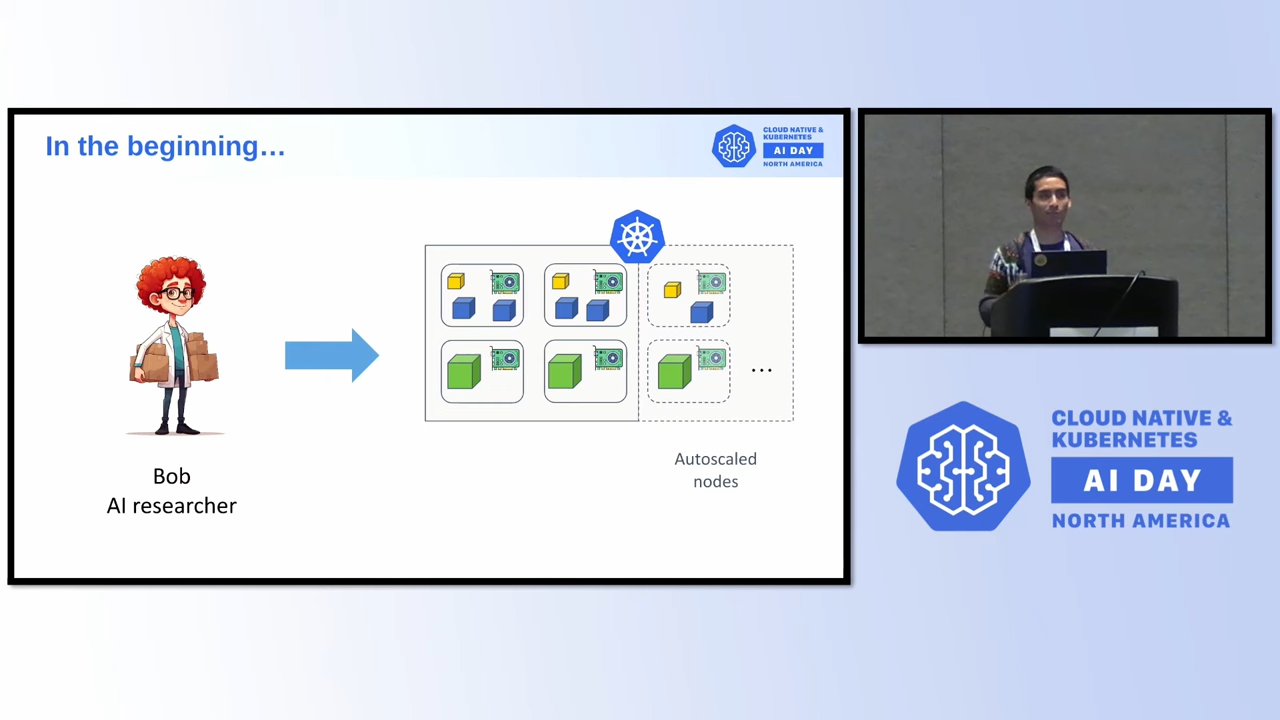 In the beginning…
CLOUD NATIVE &
KUBERNETES
AI DAY
NORTH AMERICA
Bob
AI researcher
...
Autoscaled
nodes
CLOUD NATIVE &
KUBERNETES
AI DAY
NORTH AMERICA